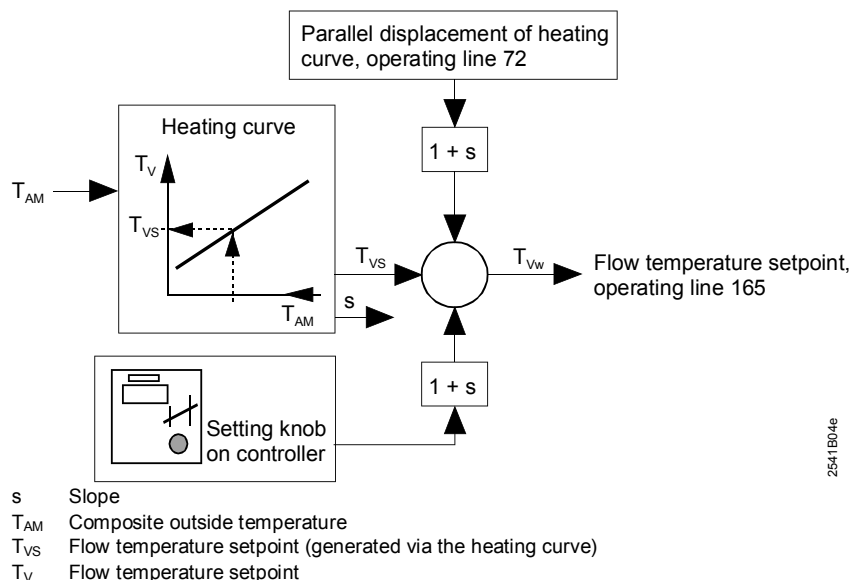 Parallel displacement of heating
curve, operating line 72
Heating curve
1 + s
T_V
T_AM
T_VS
T_VS
T_Vw
Flow temperature setpoint,
operating line 165
T_AM
s
1 + s
Setting knob
on controller
2541B04e
s Slope
T_AM Composite outside temperature
T_VS Flow temperature setpoint (generated via the heating curve)
T_V Flow temperature setpoint